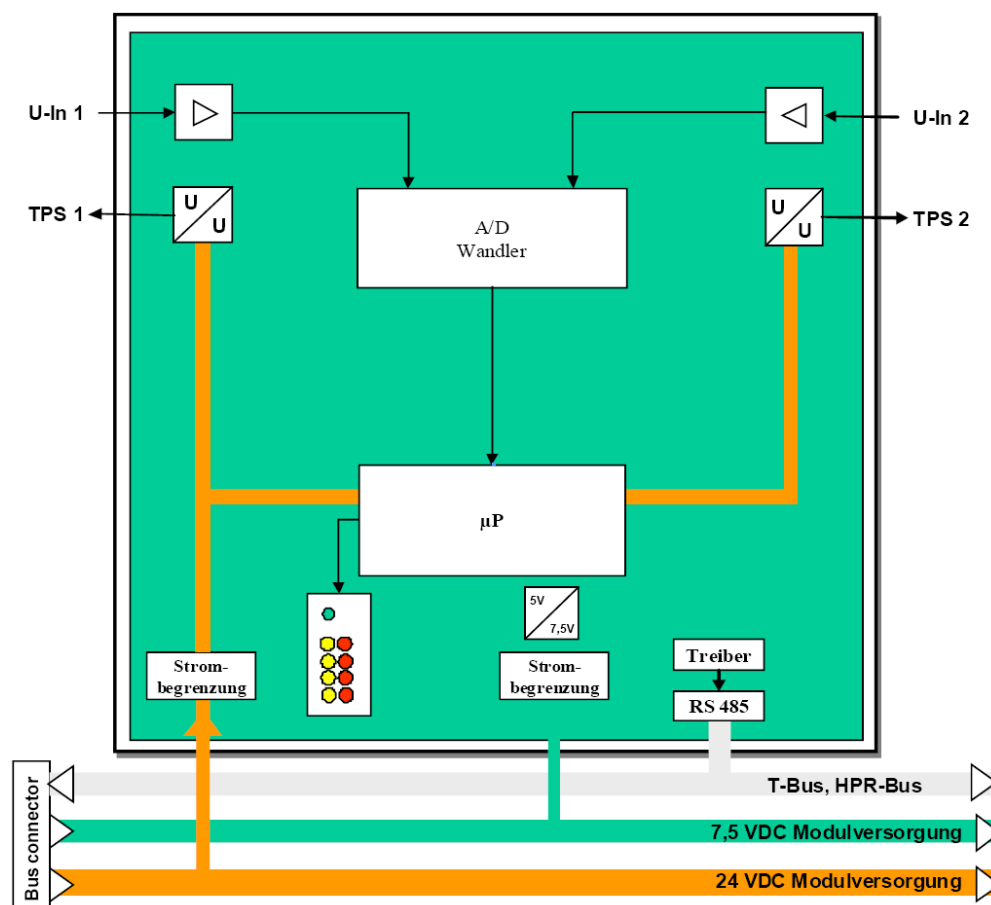 U-In 1
U-In 2
TPS 1
U
U
U
U
TPS 2
A/D
Wandler
µP
5V
7,5V
Strom-
begrenzung
Strom-
begrenzung
Treiber
RS 485
Bus connector
T-Bus, HPR-Bus
7,5 VDC Modulversorgung
24 VDC Modulversorgung